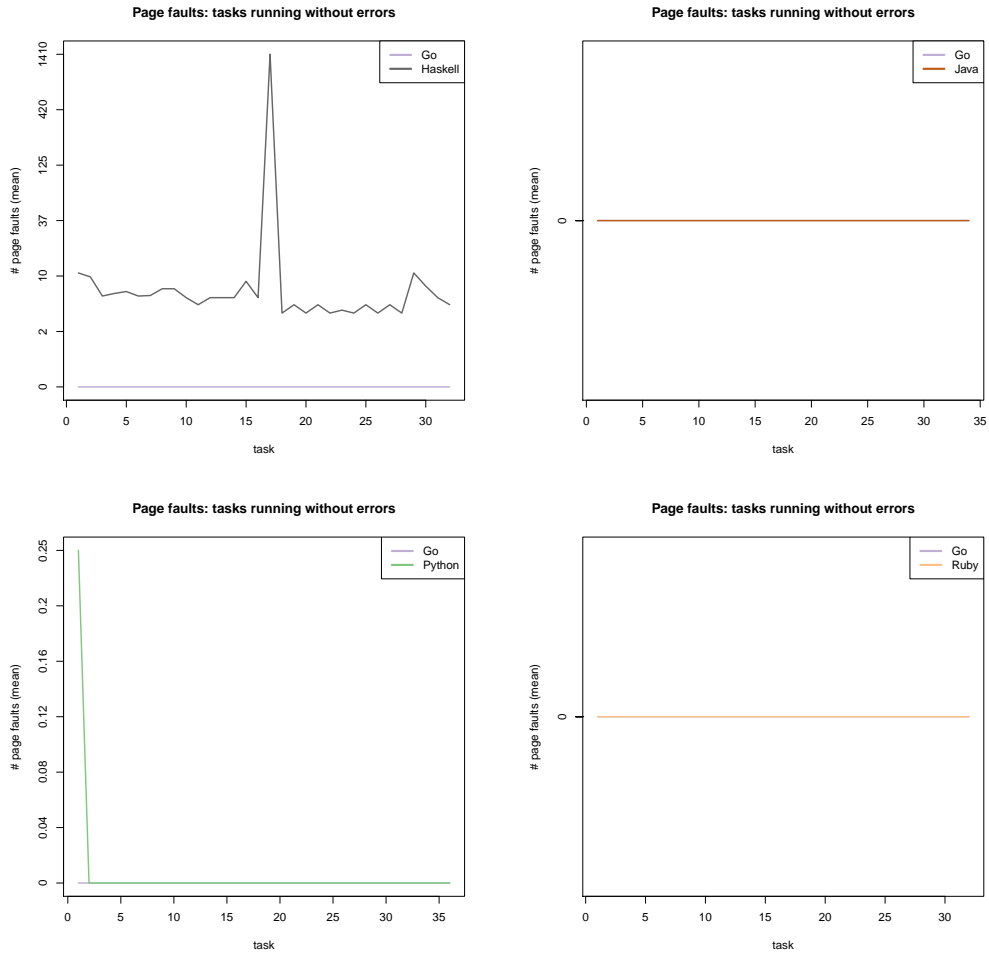 Page faults: tasks running without errors
Go
Haskell
# page faults (mean)
1410
420
125
37
10
2
0
0 5 10 15 20 25 30
task
Page faults: tasks running without errors
Go
Java
# page faults (mean)
0
0 5 10 15 20 25 30 35
task
Page faults: tasks running without errors
Go
Python
# page faults (mean)
0.25
0.2
0.16
0.12
0.08
0.04
0
0 5 10 15 20 25 30 35
task
Page faults: tasks running without errors
Go
Ruby
# page faults (mean)
0
0 5 10 15 20 25 30
task